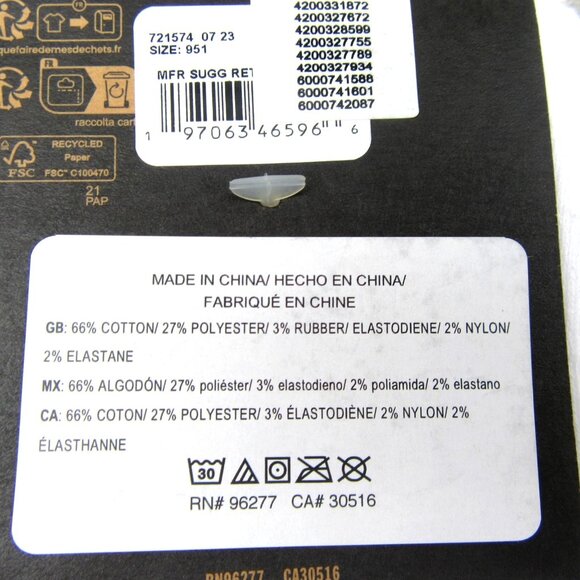 FR
quefairedemesdechets.fr
FR
raccolta cart
RECYCLED
Paper
FSC™ C100470
FSC
21
PAP
721574 07 23
SIZE: 951
MFR SUGG RET
1 97063 46596 6
4200331872
4200327672
4200328599
4200327755
4200327789
4200327934
6000741588
6000741601
6000742087
MADE IN CHINA/ HECHO EN CHINA/
FABRIQUÉ EN CHINE
GB: 66% COTTON/ 27% POLYESTER/ 3% RUBBER/ ELASTODIENE/ 2% NYLON/
2% ELASTANE
MX: 66% ALGODÓN/ 27% poliéster/ 3% elastodieno/ 2% poliamida/ 2% elastano
CA: 66% COTON/ 27% POLYESTER/ 3% ÉLASTODIÈNE/ 2% NYLON/ 2%
ÉLASTHANNE
30
RN# 96277 CA# 30516
RN96277 CA30516